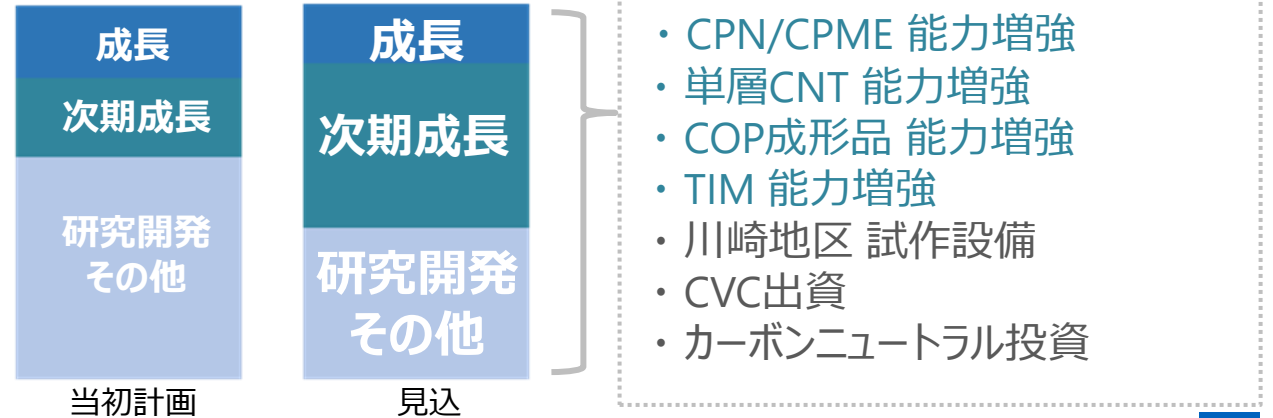 成長
次期成長
研究開発
その他
当初計画
成長
次期成長
研究開発
その他
見込
・CPN/CPME 能力増強
・単層CNT 能力増強
・COP成形品 能力増強
・TIM 能力増強
・川崎地区 試作設備
・CVC出資
・カーボンニュートラル投資